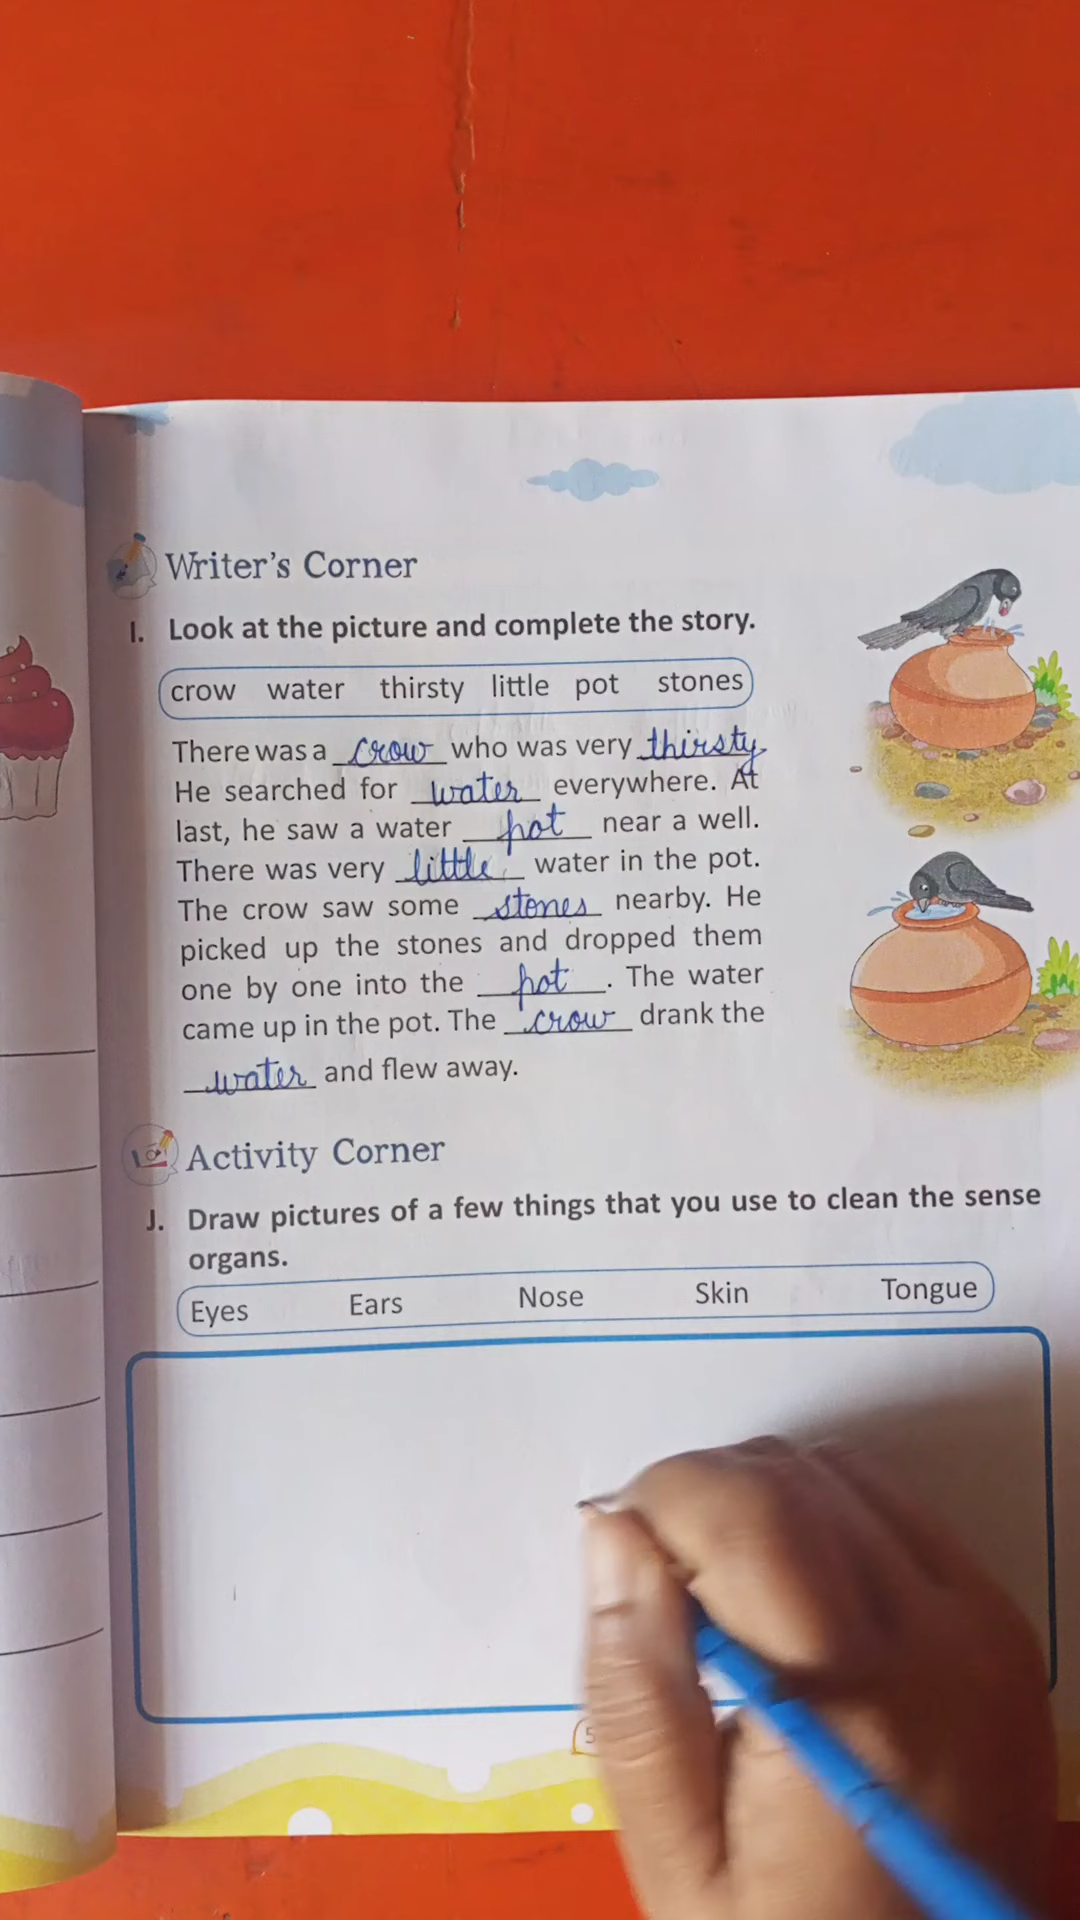 Writer's Corner
I. Look at the picture and complete the story.
crow water thirsty little pot stones
There was a crow who was very thirsty.
He searched for water everywhere. At
last, he saw a water pot near a well.
There was very little water in the pot.
The crow saw some stones nearby. He
picked up the stones and dropped them
one by one into the pot. The water
came up in the pot. The crow drank the
water and flew away.
Activity Corner
J. Draw pictures of a few things that you use to clean the sense
organs.
Eyes Ears Nose Skin Tongue